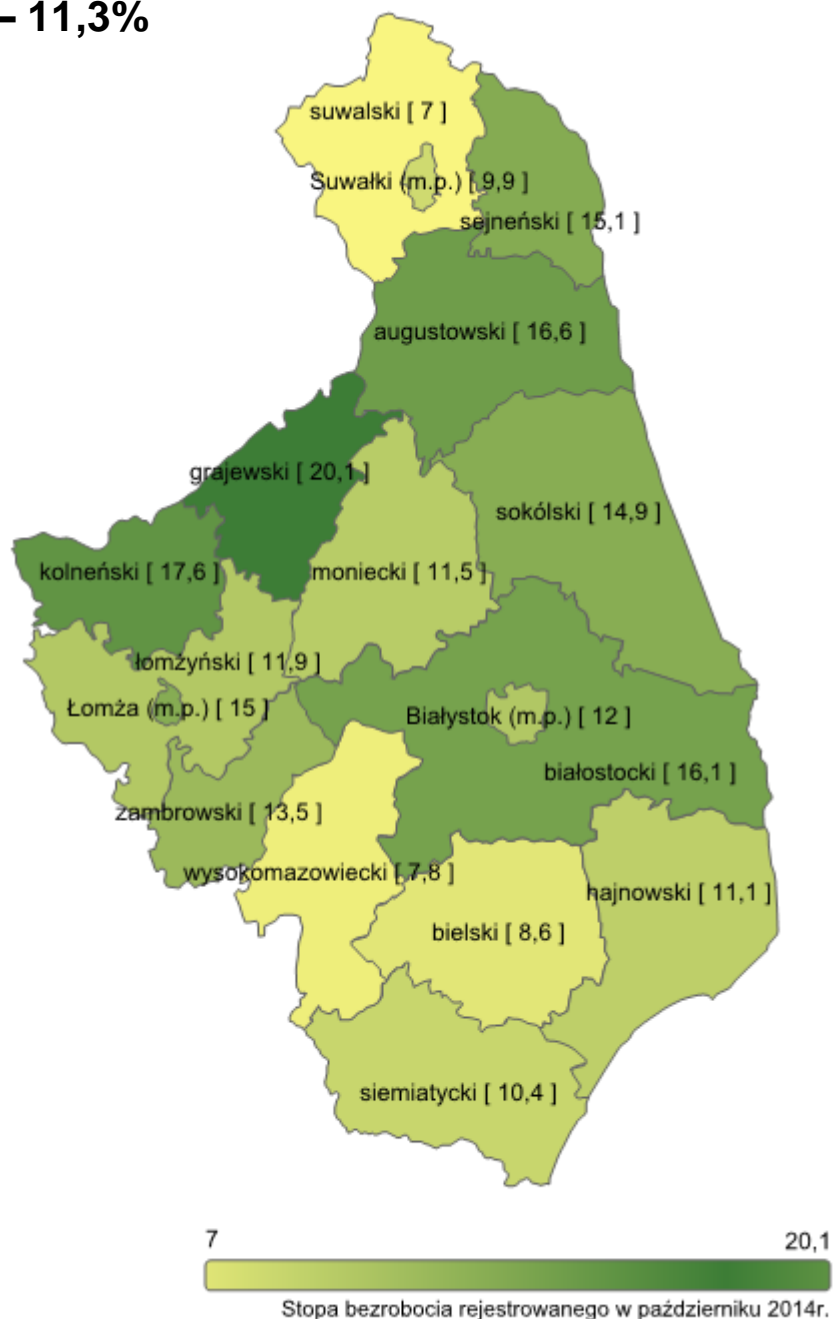 – 11,3%
suwalski [ 7 ]
Suwałki (m.p.) [ 9,9 ]
sejneński [ 15,1 ]
augustowski [ 16,6 ]
grajewski [ 20,1 ]
sokólski [ 14,9 ]
kolneński [ 17,6 ]
moniecki [ 11,5 ]
łomżyński [ 11,9 ]
Łomża (m.p.) [ 15 ]
Białystok (m.p.) [ 12 ]
białostocki [ 16,1 ]
zambrowski [ 13,5 ]
wysokomazowiecki [ 7,8 ]
hajnowski [ 11,1 ]
bielski [ 8,6 ]
siemiatycki [ 10,4 ]
7
20,1
Stopa bezrobocia rejestrowanego w październiku 2014r.